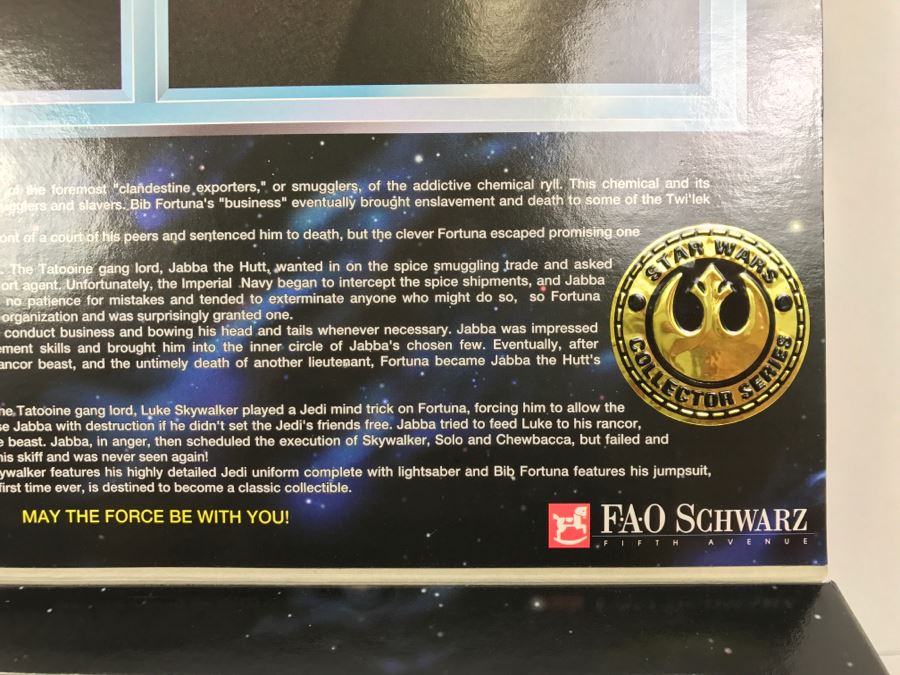 of the foremost "clandestine exporters," or smugglers, of the addictive chemical ryll. This chemical and its
and slavers. Bib Fortuna's "business" eventually brought enslavement and death to some of the Twi'lek
of a court of his peers and sentenced him to death, but the clever Fortuna escaped promising one
The Tatooine gang lord, Jabba the Hutt, wanted in on the spice smuggling trade and asked
agent. Unfortunately, the Imperial Navy began to intercept the spice shipments, and Jabba
no patience for mistakes and tended to exterminate anyone who might do so, so Fortuna
organization and was surprisingly granted one.
conduct business and bowing his head and tails whenever necessary. Jabba was impressed
skills and brought him into the inner circle of Jabba's chosen few. Eventually, after
beast, and the untimely death of another lieutenant, Fortuna became Jabba the Hutt's
STAR WARS
COLLECTOR SERIES
the Tatooine gang lord, Luke Skywalker played a Jedi mind trick on Fortuna, forcing him to allow the
Jabba with destruction if he didn't set the Jedi's friends free. Jabba tried to feed Luke to his rancor,
beast. Jabba, in anger, then scheduled the execution of Skywalker, Solo and Chewbacca, but failed and
his skiff and was never seen again!
ywalker features his highly detailed Jedi uniform complete with lightsaber and Bib Fortuna features his jumpsuit,
first time ever, is destined to become a classic collectible.
MAY THE FORCE BE WITH YOU!
F·A·O SCHWARZ
FIFTH AVENUE